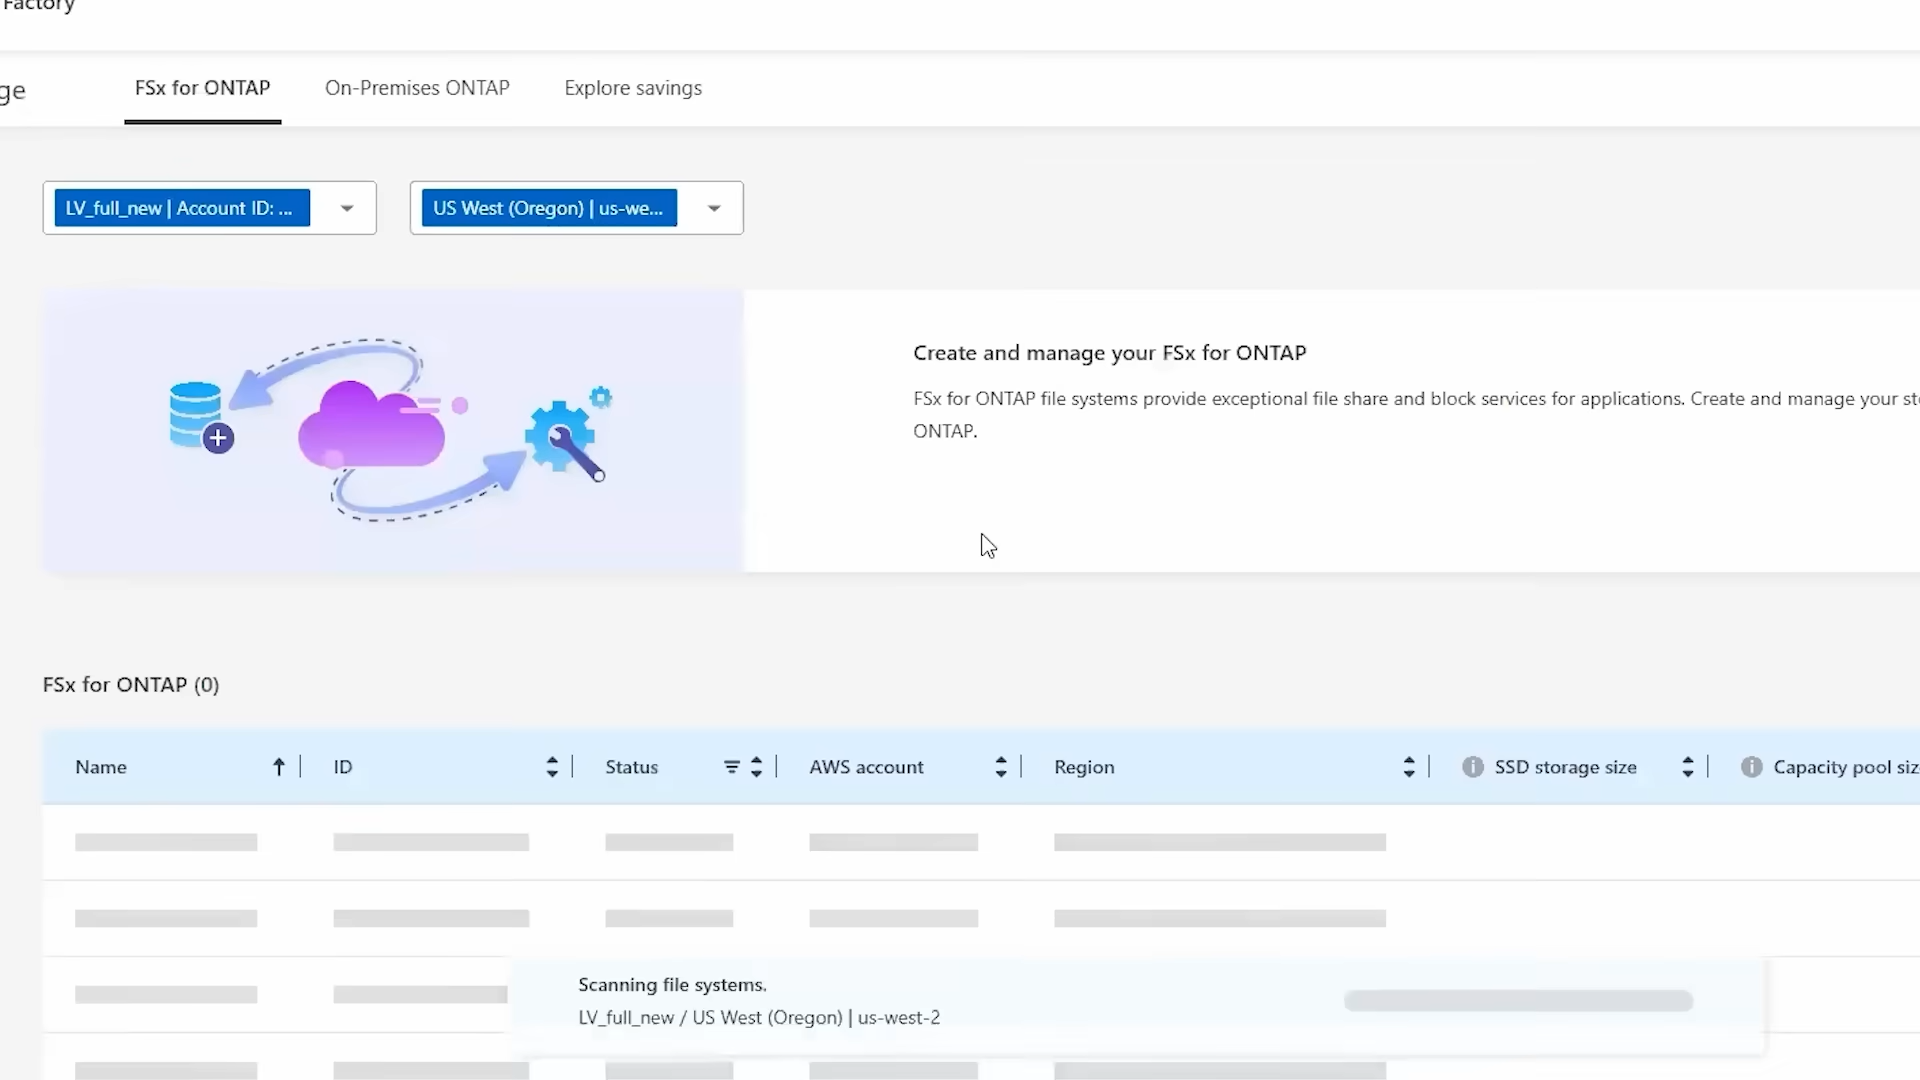 Factory
ge
FSx for ONTAP
On-Premises ONTAP
Explore savings
LV_full_new | Account ID: ...
US West (Oregon) | us-we...
Create and manage your FSx for ONTAP
FSx for ONTAP file systems provide exceptional file share and block services for applications. Create and manage your st
ONTAP.
FSx for ONTAP (0)
Name
ID
Status
AWS account
Region
SSD storage size
Capacity pool siz
Scanning file systems.
LV_full_new / US West (Oregon) | us-west-2